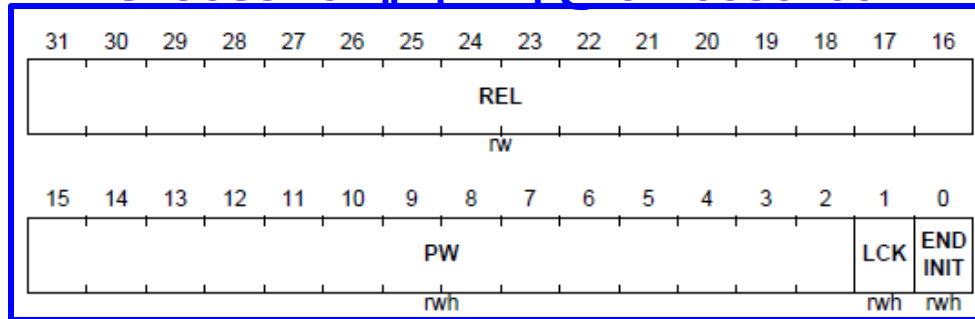 31 30 29 28 27 26 25 24 23 22 21 20 19 18 17 16
REL
rw
15 14 13 12 11 10 9 8 7 6 5 4 3 2 1 0
PW LCK END
INIT
rwh rwh rwh